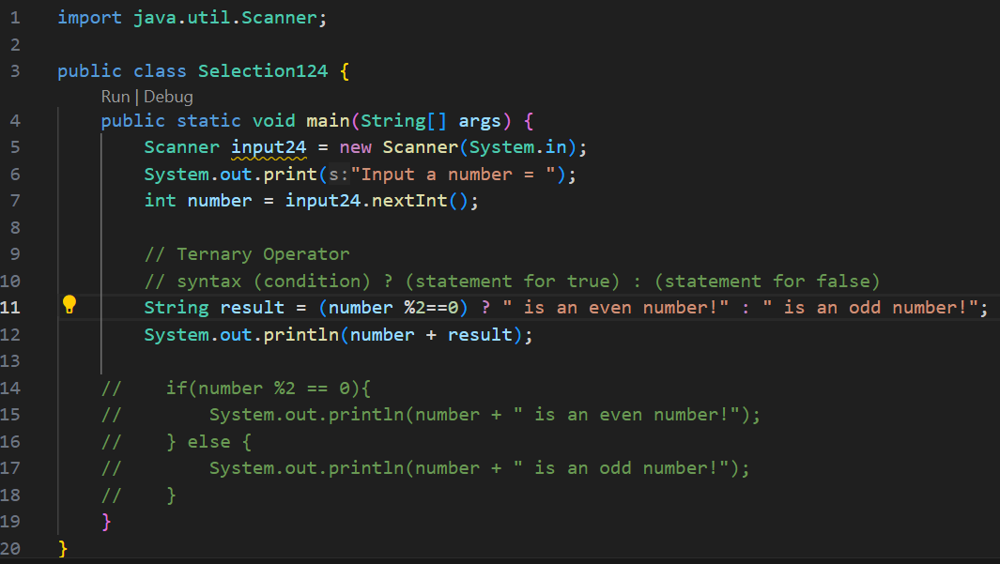 1 import java.util.Scanner;
2
3 public class Selection124 {
Run | Debug
4 public static void main(String[] args) {
5 Scanner input24 = new Scanner(System.in);
6 System.out.print(s:"Input a number = ");
7 int number = input24.nextInt();
8
9 // Ternary Operator
10 // syntax (condition) ? (statement for true) : (statement for false)
11 String result = (number %2==0) ? " is an even number!" : " is an odd number!";
12 System.out.println(number + result);
13
14 // if(number %2 == 0){
15 // System.out.println(number + " is an even number!");
16 // } else {
17 // System.out.println(number + " is an odd number!");
18 // }
19 }
20 }